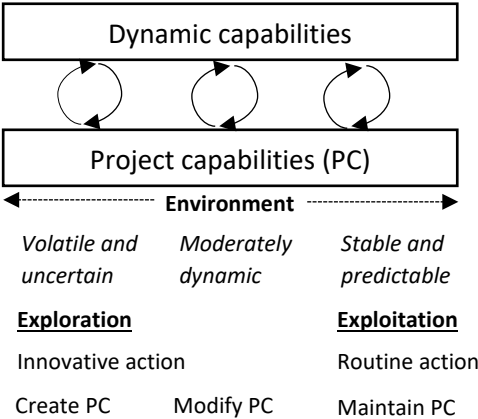 Dynamic capabilities
Project capabilities (PC)
Environment
Volatile and Moderately Stable and
uncertain dynamic predictable
Exploration Exploitation
Innovative action Routine action
Create PC Modify PC Maintain PC